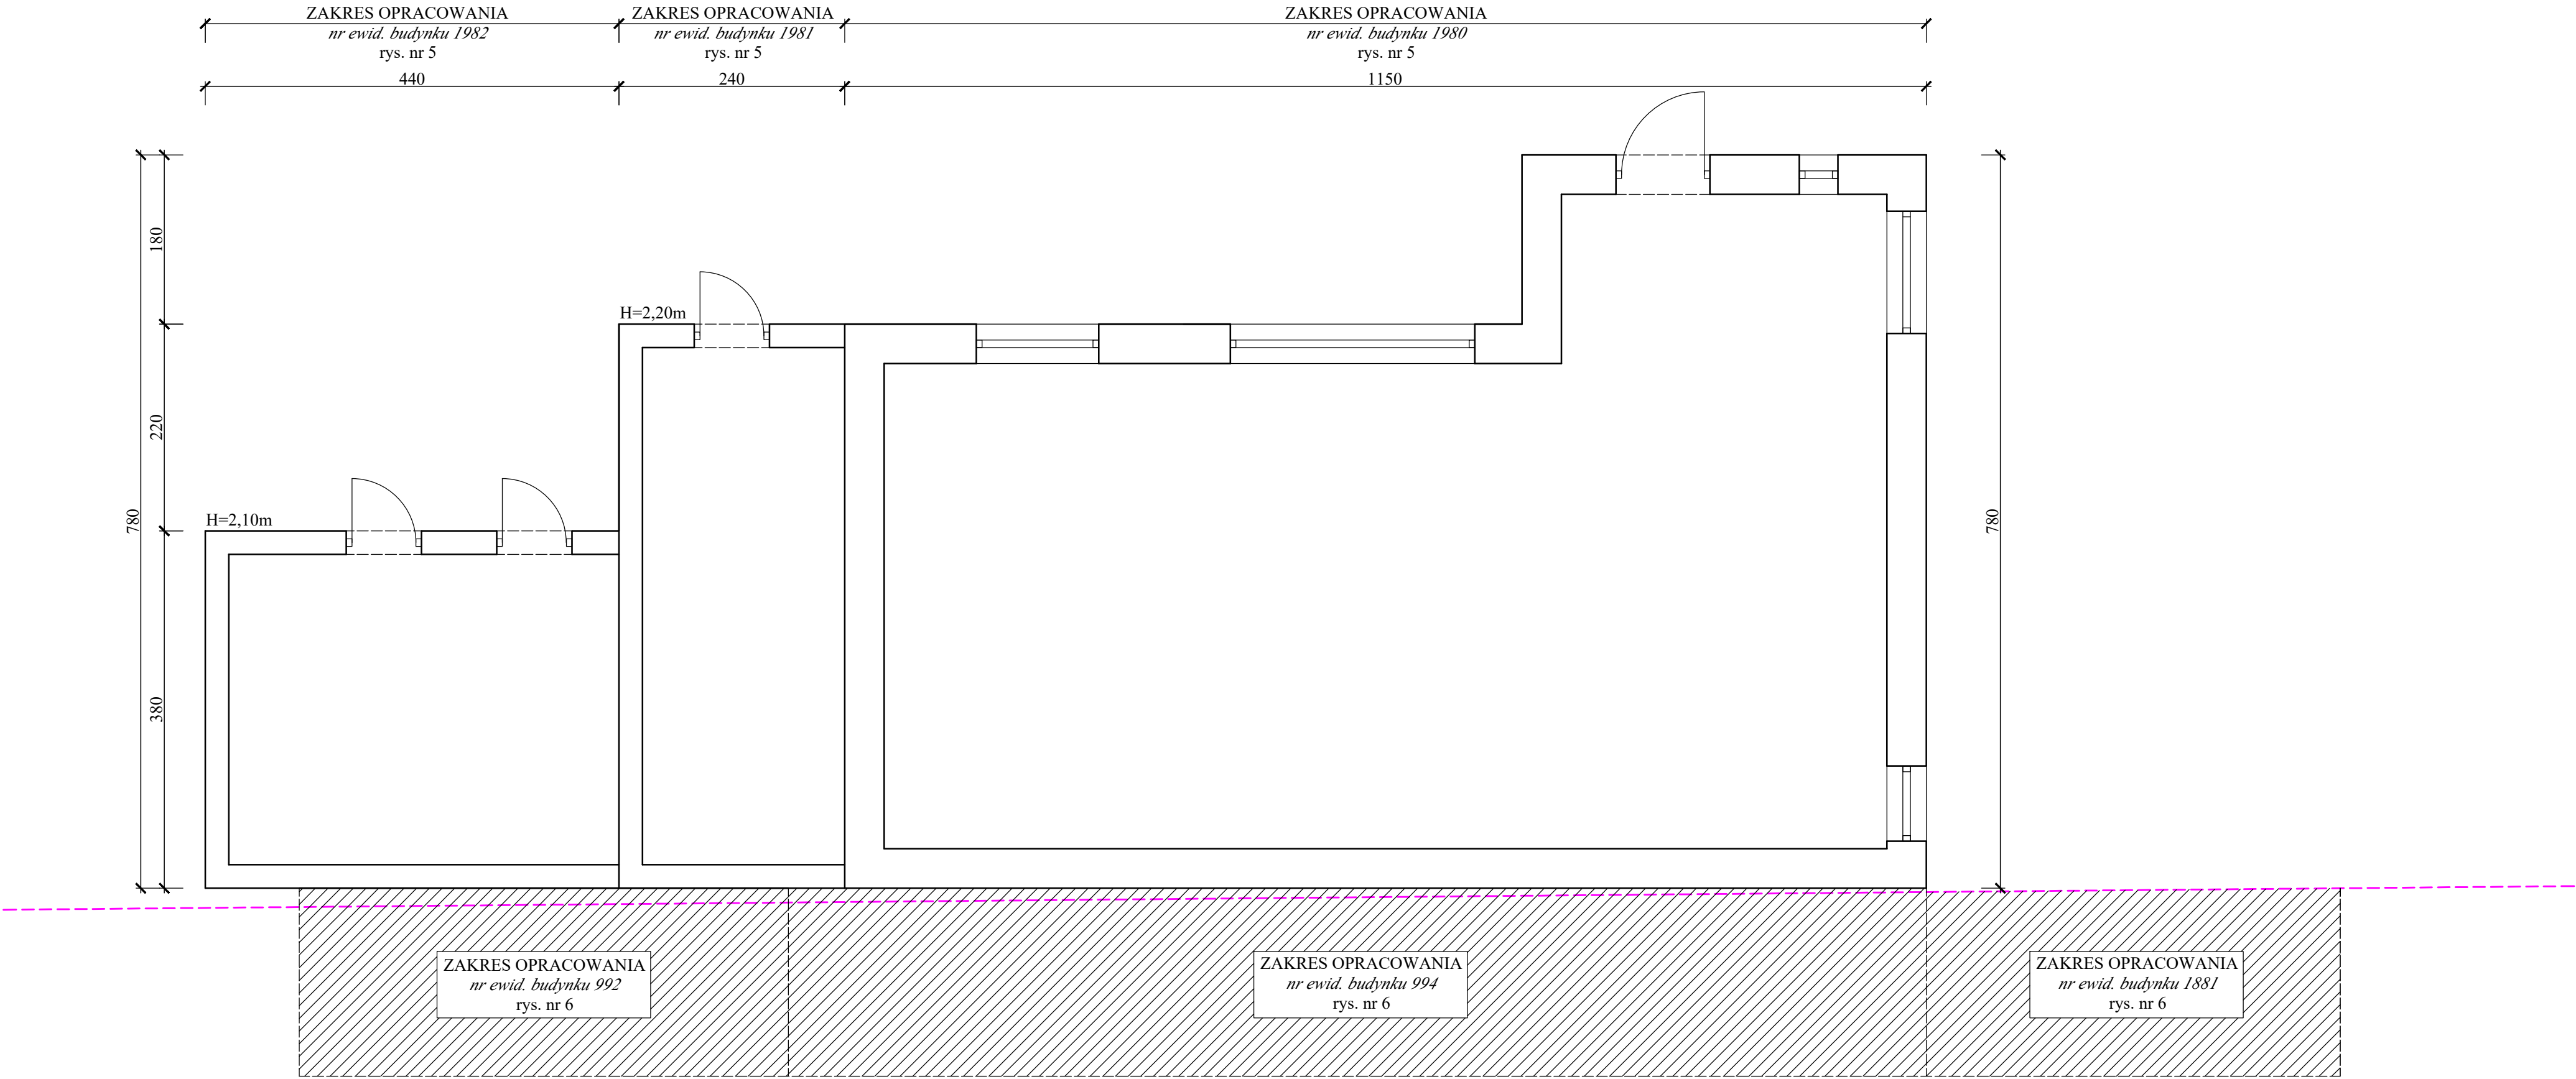 ZAKRES OPRACOWANIA
nr ewid. budynku 1982
rys. nr 5
ZAKRES OPRACOWANIA
nr ewid. budynku 1981
rys. nr 5
ZAKRES OPRACOWANIA
nr ewid. budynku 1980
rys. nr 5
440
240
1150
180
220
380
780
780
H=2,20m
H=2,10m
ZAKRES OPRACOWANIA
nr ewid. budynku 992
rys. nr 6
ZAKRES OPRACOWANIA
nr ewid. budynku 994
rys. nr 6
ZAKRES OPRACOWANIA
nr ewid. budynku 1881
rys. nr 6